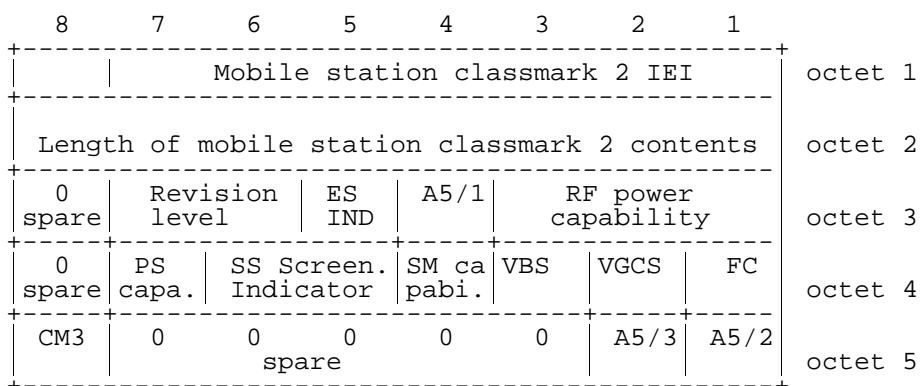 8 7 6 5 4 3 2 1
Mobile station classmark 2 IEI octet 1
Length of mobile station classmark 2 contents octet 2
0 Revision ES A5/1 RF power
spare level IND capability octet 3
0 PS SS Screen. SM ca VBS VGCS FC
spare capa. Indicator pabi. octet 4
CM3 0 0 0 0 0 A5/3 A5/2
spare octet 5